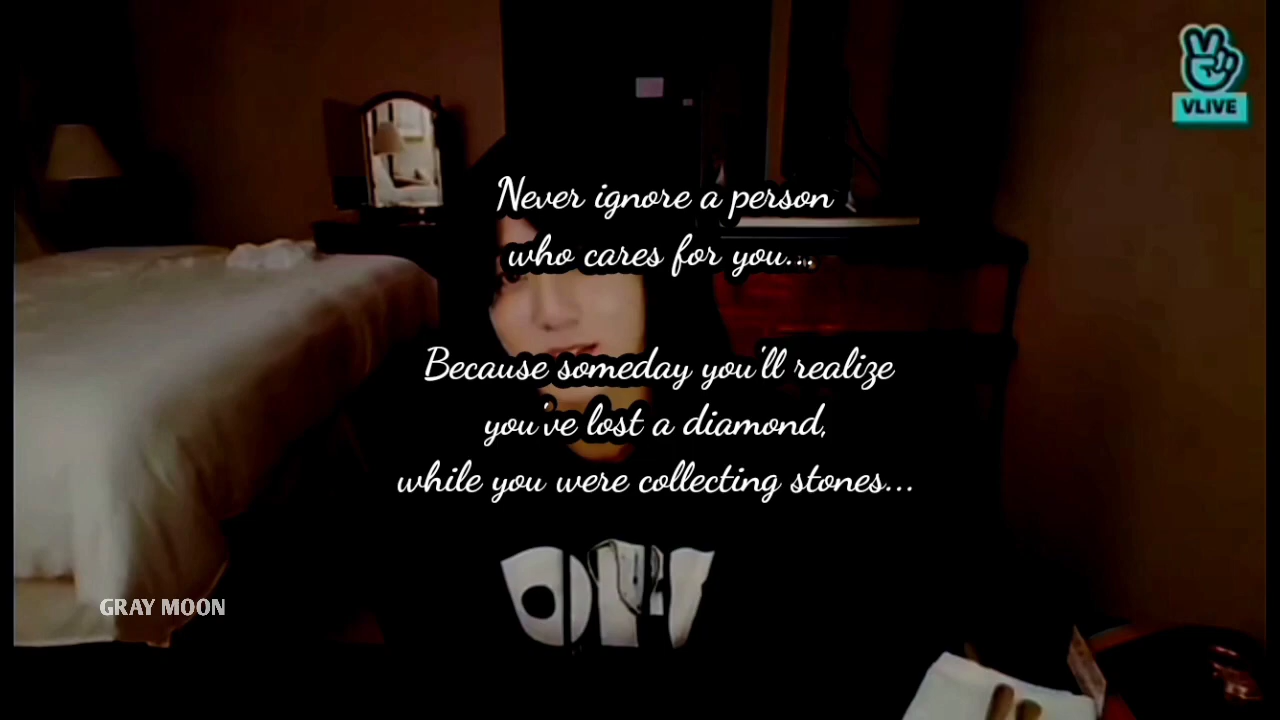 VLIVE
Never ignore a person
who cares for you...
Because someday you'll realize
you've lost a diamond,
while you were collecting stones...
GRAY MOON